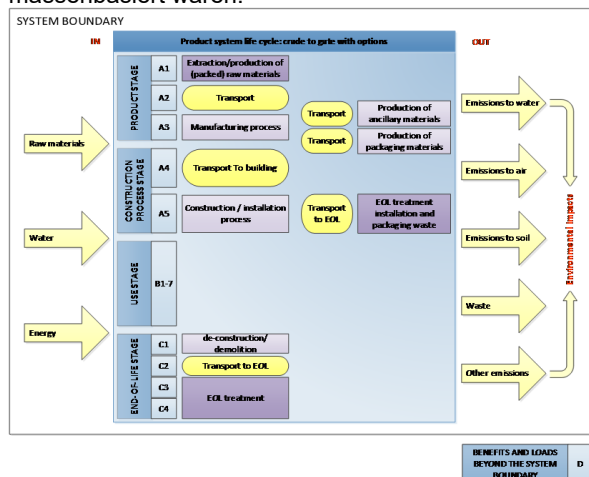 massenbasiert waren.
SYSTEM BOUNDARY
IN
Product system life cycle: crude to gate with options
OUT
PRODUCT STAGE
A1
Extraction/production of
(packed) raw materials
A2
Transport
A3
Manufacturing process
Transport
Production of
ancillary materials
Transport
Production of
packaging materials
CONSTRUCTION
PROCESS STAGE
A4
Transport To building
A5
Construction / installation
process
Transport
to EOL
EOL treatment
installation and
packaging waste
USE STAGE
B1-7
END-OF-LIFE STAGE
C1
de-construction/
demolition
C2
Transport to EOL
C3
C4
EOL treatment
Raw materials
Water
Energy
Emissions to water
Emissions to air
Emissions to soil
Waste
Other emissions
Environmental Impacts
BENEFITS AND LOADS
BEYOND THE SYSTEM
BOUNDARY
D